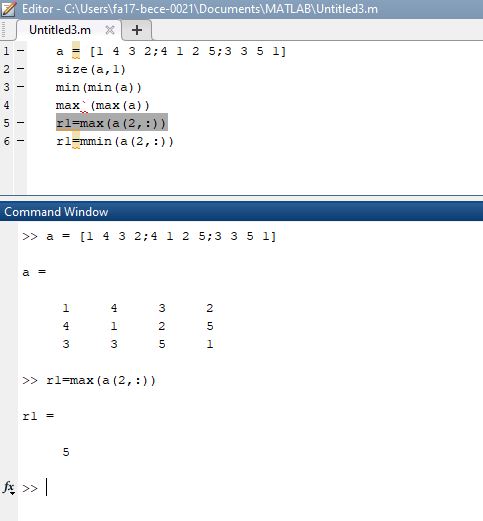 Editor - C:\Users\fa17-bece-0021\Documents\MATLAB\Untitled3.m
Untitled3.m × +
1 - a = [1 4 3 2;4 1 2 5;3 3 5 1]
2 - size(a,1)
3 - min(min(a))
4 max`(max(a))
5 - r1=max(a(2,:))
6 - r1=mmin(a(2,:))
Command Window
>> a = [1 4 3 2;4 1 2 5;3 3 5 1]
a =
1 4 3 2
4 1 2 5
3 3 5 1
>> r1=max(a(2,:))
r1 =
5
fx >>